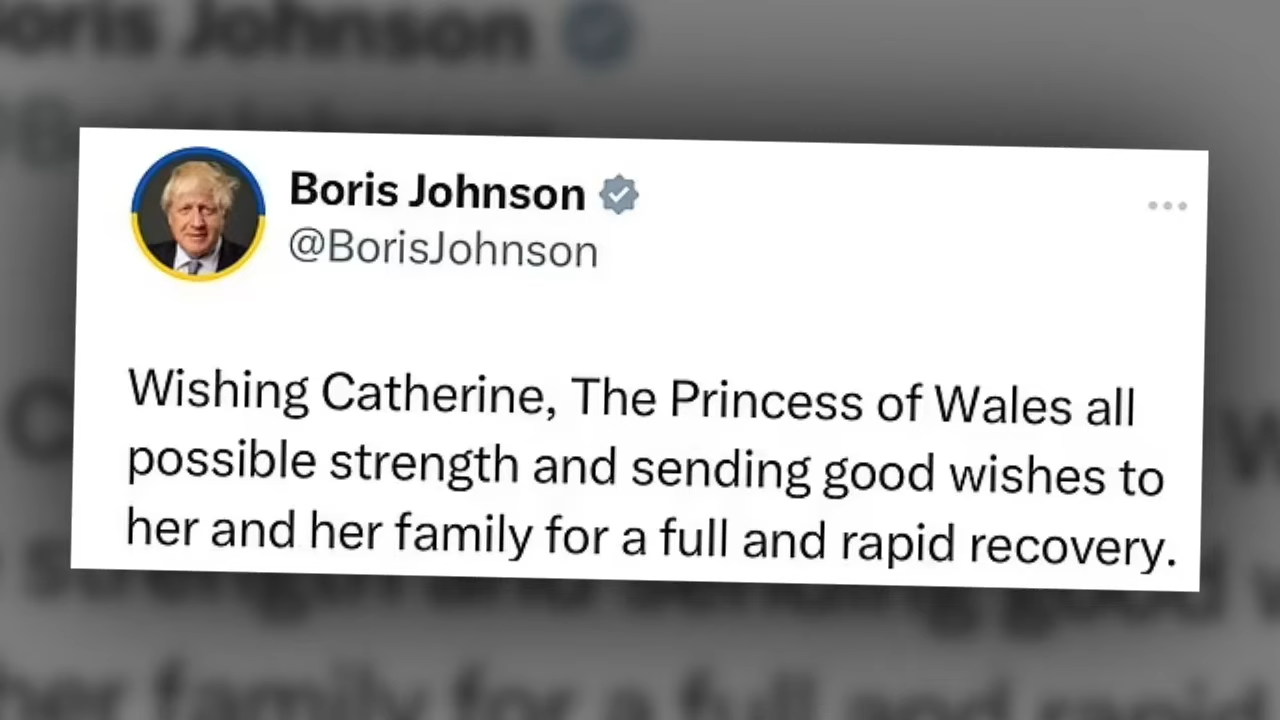 Boris Johnson
@BorisJohnson
Wishing Catherine, The Princess of Wales all
possible strength and sending good wishes to
her and her family for a full and rapid recovery.